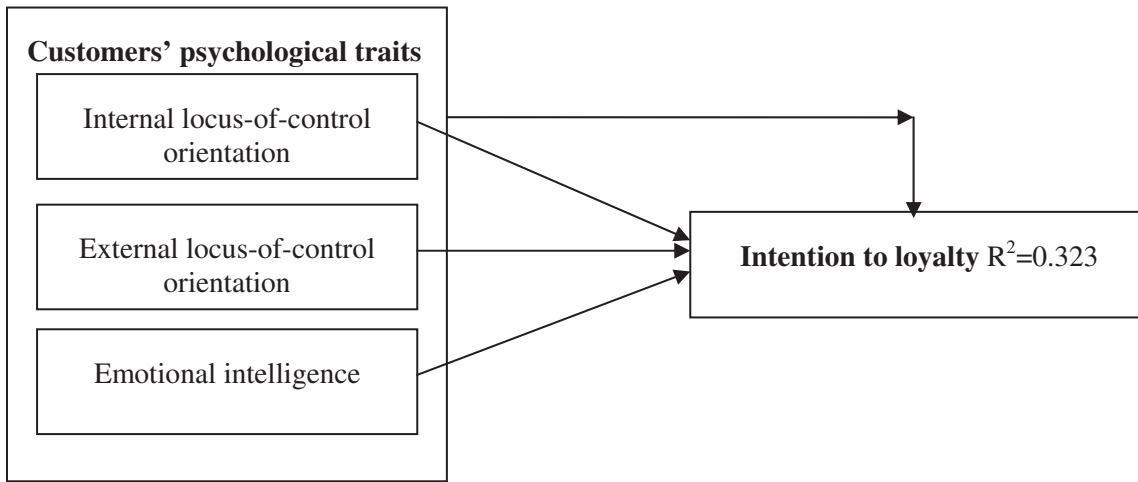 Customers’ psychological traits
Internal locus-of-control
orientation
External locus-of-control
orientation
Emotional intelligence
Intention to loyalty R²=0.323